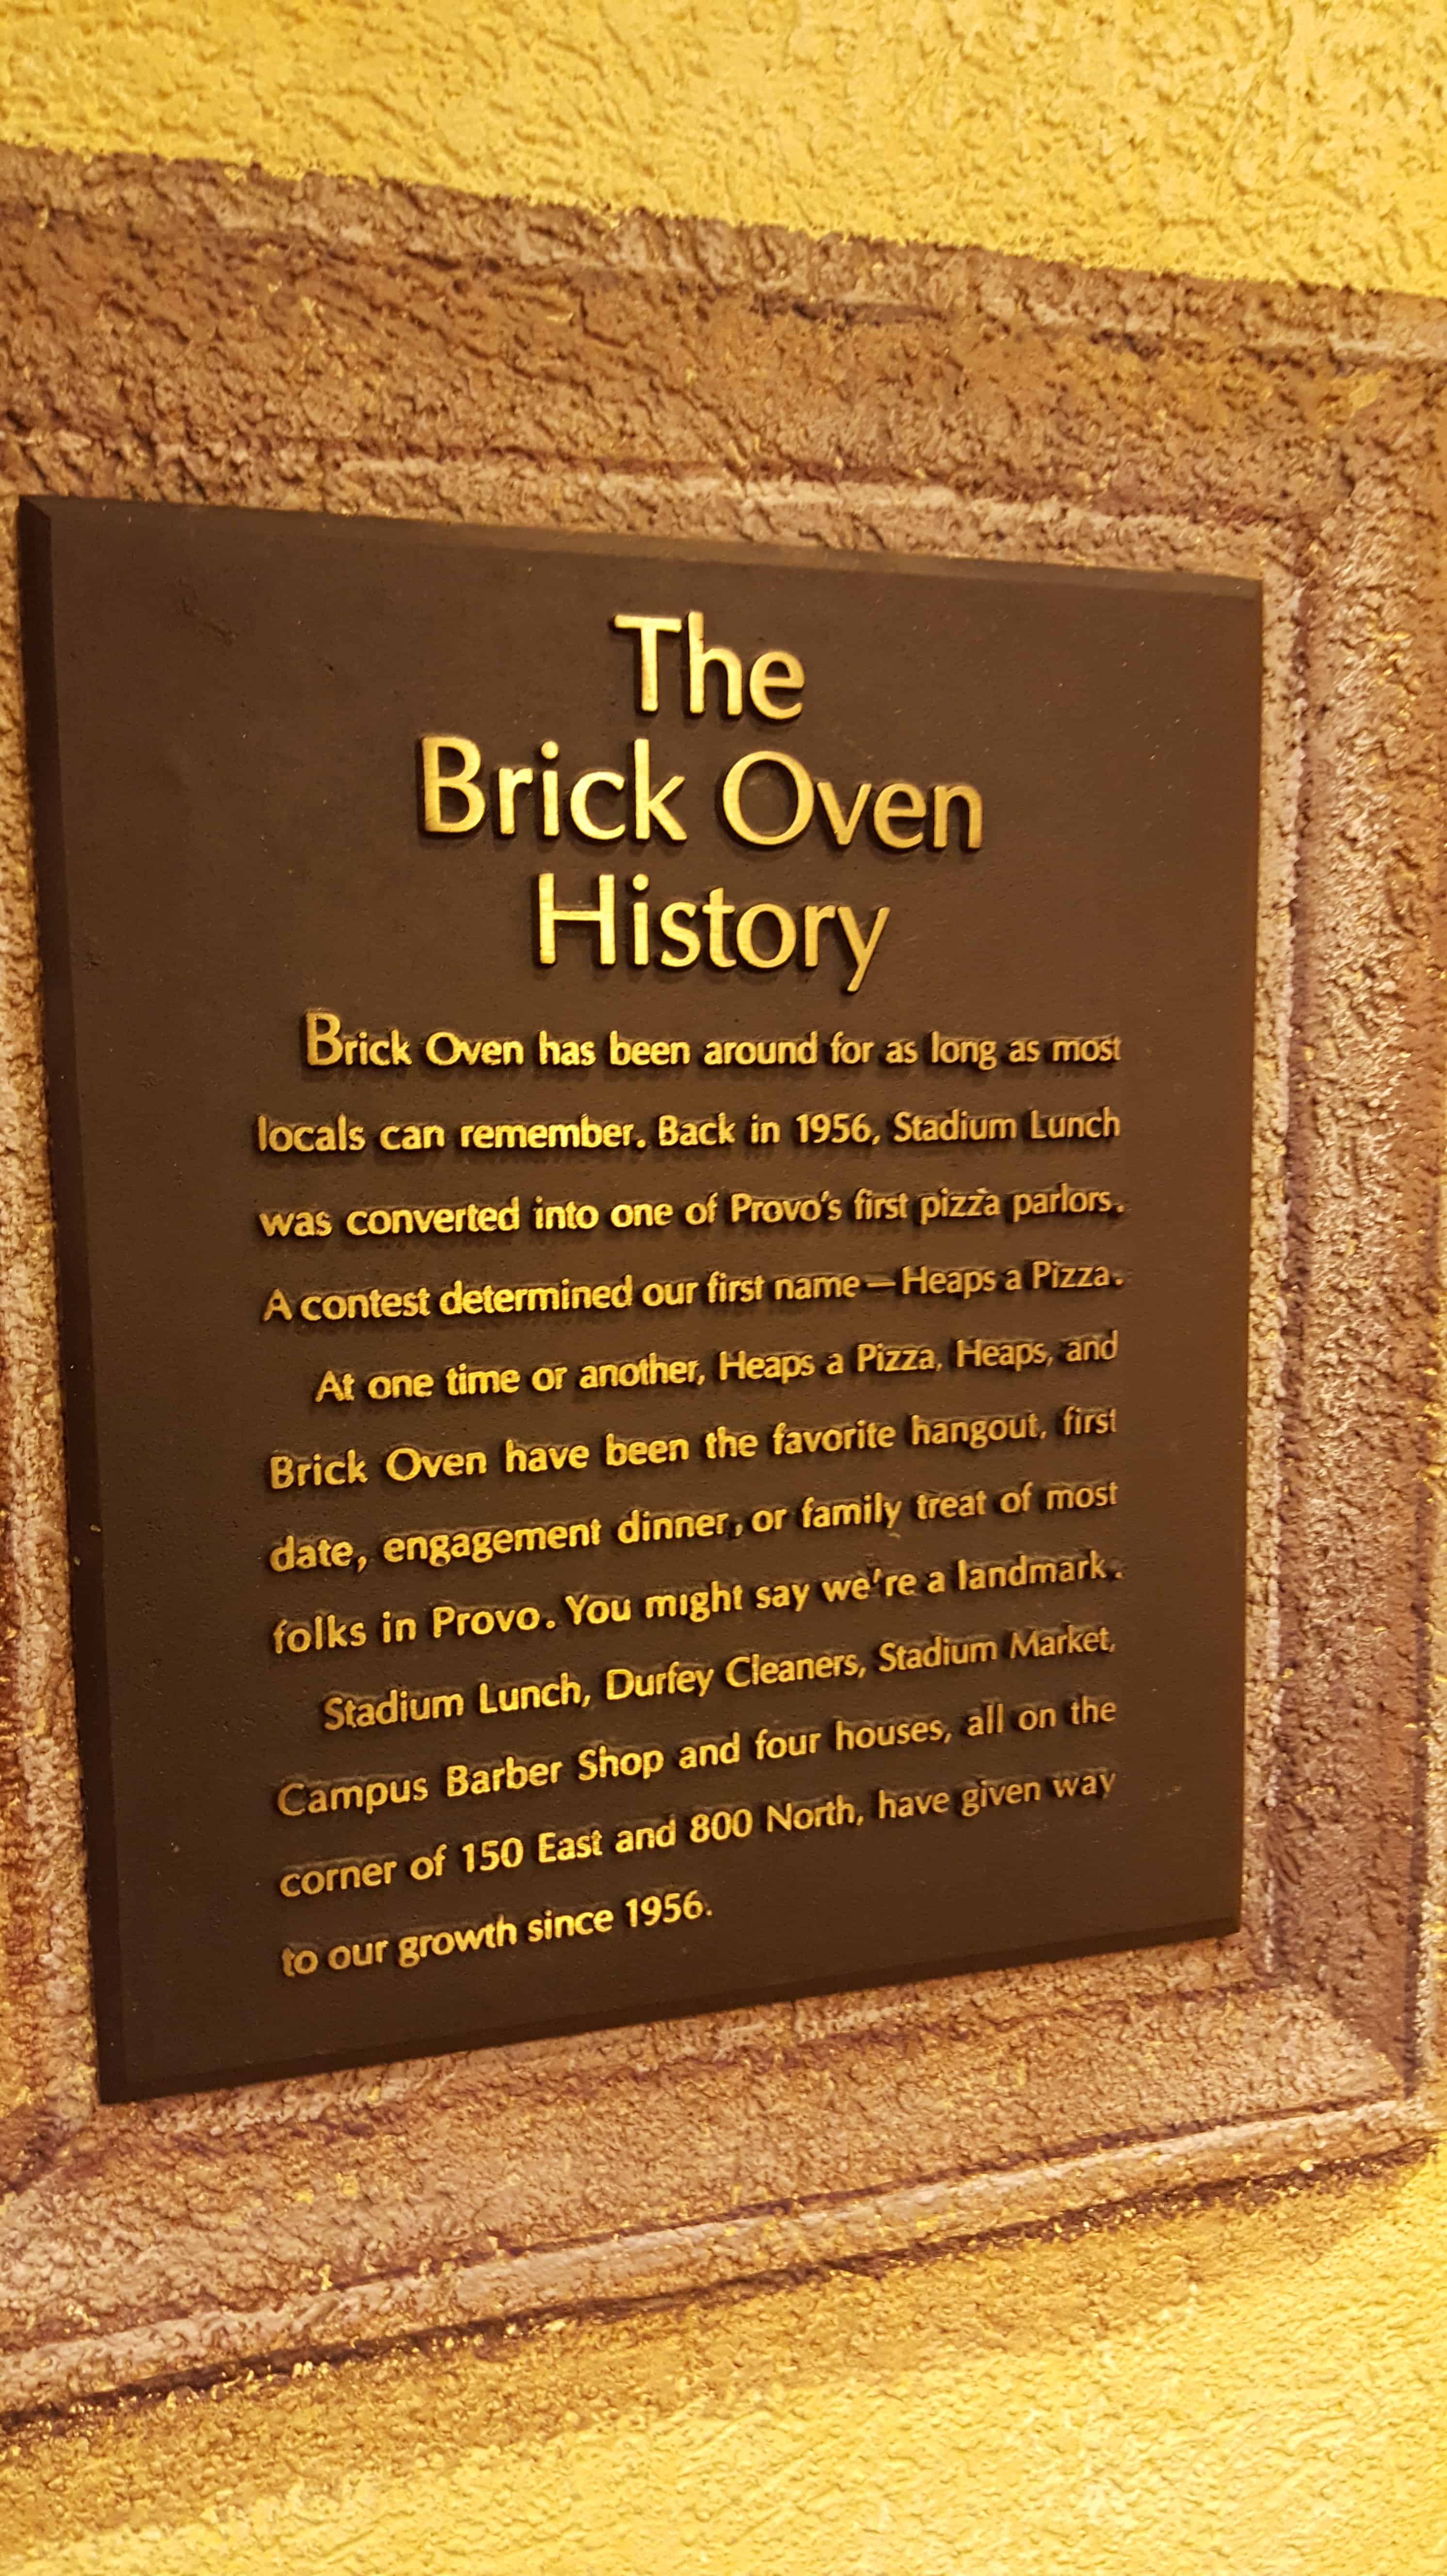 The
Brick Oven
History
Brick Oven has been around for as long as most
locals can remember. Back in 1956, Stadium Lunch
was converted into one of Provo's first pizza parlors.
A contest determined our first name—Heaps a Pizza.
At one time or another, Heaps a Pizza, Heaps, and
Brick Oven have been the favorite hangout, first
date, engagement dinner, or family treat of most
folks in Provo. You might say we're a landmark.
Stadium Lunch, Durfey Cleaners, Stadium Market,
Campus Barber Shop and four houses, all on the
corner of 150 East and 800 North, have given way
to our growth since 1956.